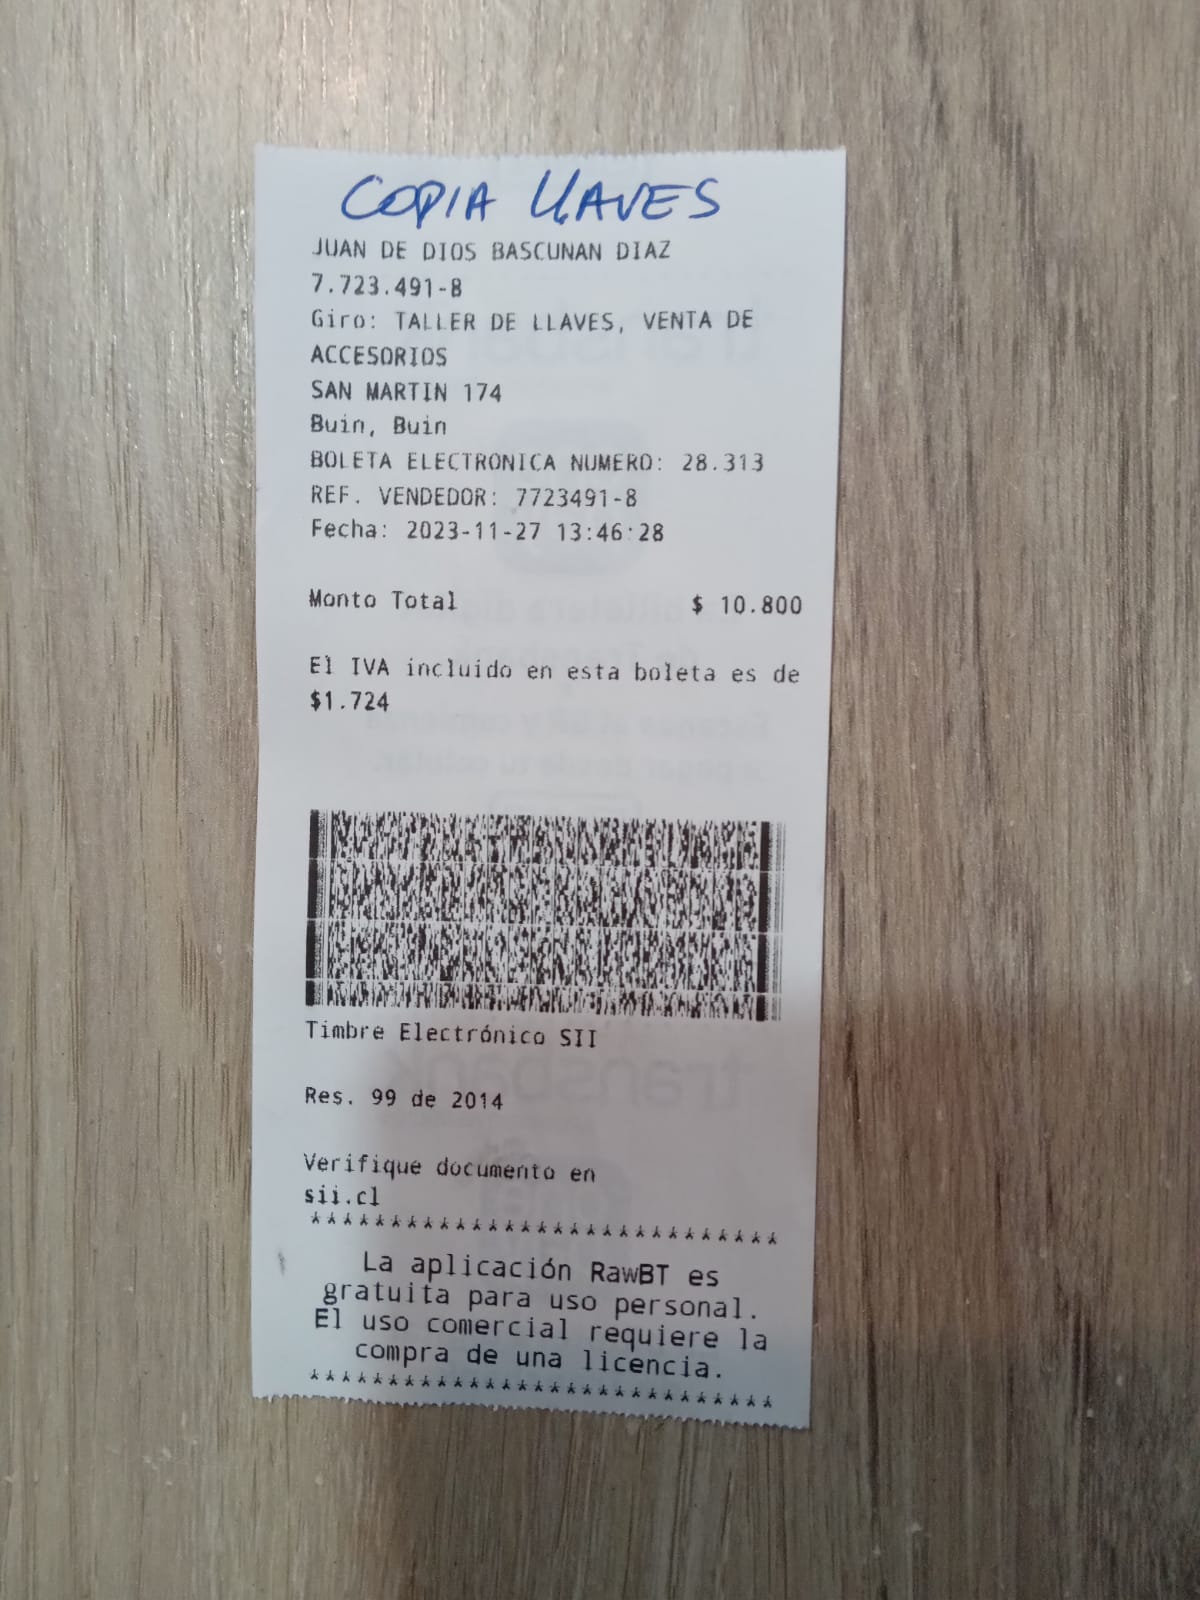 COPIA LLAVES
JUAN DE DIOS BASCUNAN DIAZ
7.723.491-8
Giro: TALLER DE LLAVES, VENTA DE
ACCESORIOS
SAN MARTIN 174
Buin, Buin
BOLETA ELECTRONICA NUMERO: 28.313
REF. VENDEDOR: 7723491-8
Fecha: 2023-11-27 13:46:28
Monto Total $ 10.800
El IVA incluido en esta boleta es de
$1.724
Timbre Electrónico SII
Res. 99 de 2014
Verifique documento en
sii.cl
******************************
La aplicación RawBT es
gratuita para uso personal.
El uso comercial requiere la
compra de una licencia.
******************************